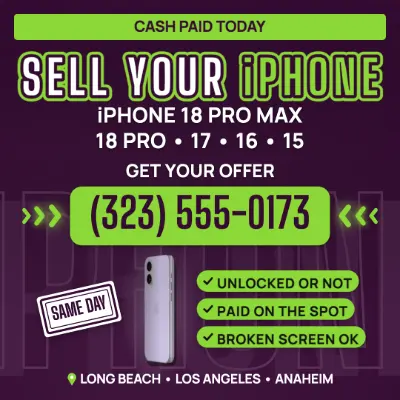 CASH PAID TODAY
SELL YOUR iPHONE
iPHONE 18 PRO MAX
18 PRO • 17 • 16 • 15
GET YOUR OFFER
(323) 555-0173
SAME DAY
UNLOCKED OR NOT
PAID ON THE SPOT
BROKEN SCREEN OK
LONG BEACH • LOS ANGELES • ANAHEIM